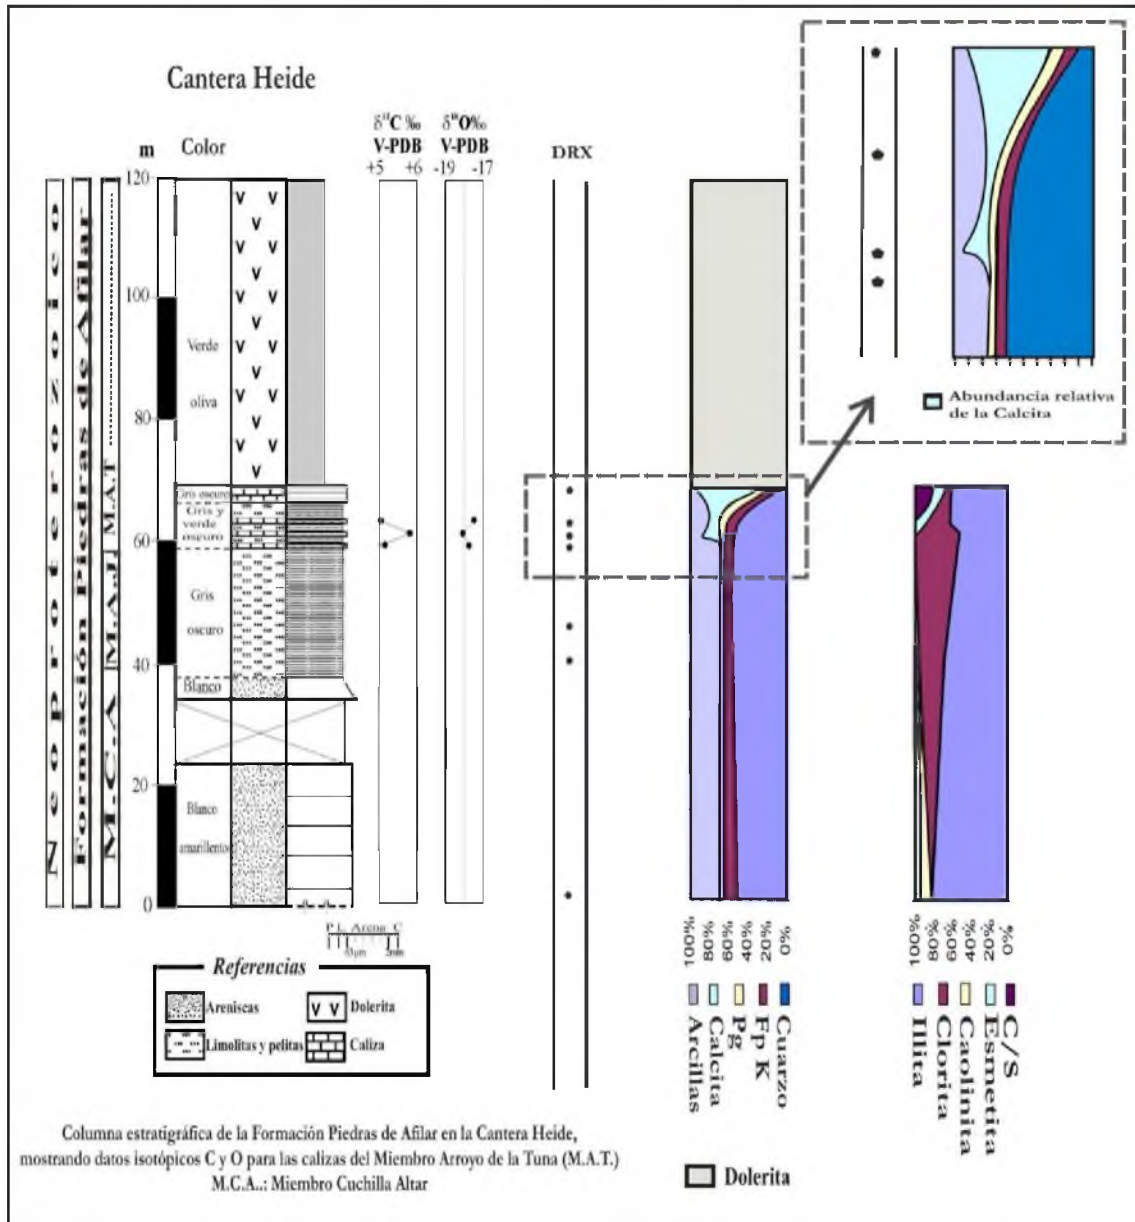 Cantera Heide
m
Color
δ¹³C ‰
V-PDB
+5 +6
δ¹⁸O‰
V-PDB
-19 -17
DRX
120
100
80
60
40
20
0
Neoproterozoico
Formación Piedras de Afilar
M.C.A
M.A.J
M.A.T
Verde
oliva
Gris oscuro
Gris y
verde
oscuro
Gris
oscuro
Blanco
Blanco
amarillento
P L Arena C
2mm
Abundancia relativa
de la Calcita
0%
20%
40%
60%
80%
100%
Cuarzo
Fp K
Pg
Calcita
Arcillas
0%
20%
40%
60%
80%
100%
C/S
Esmetita
Caolinita
Clorita
Illita
Dolerita
Referencias
Areniscas
Dolerita
Limolitas y pelitas
Caliza
Columna estratigráfica de la Formación Piedras de Afilar en la Cantera Heide,
mostrando datos isotópicos C y O para las calizas del Miembro Arroyo de la Tuna (M.A.T.)
M.C.A..: Miembro Cuchilla Altar